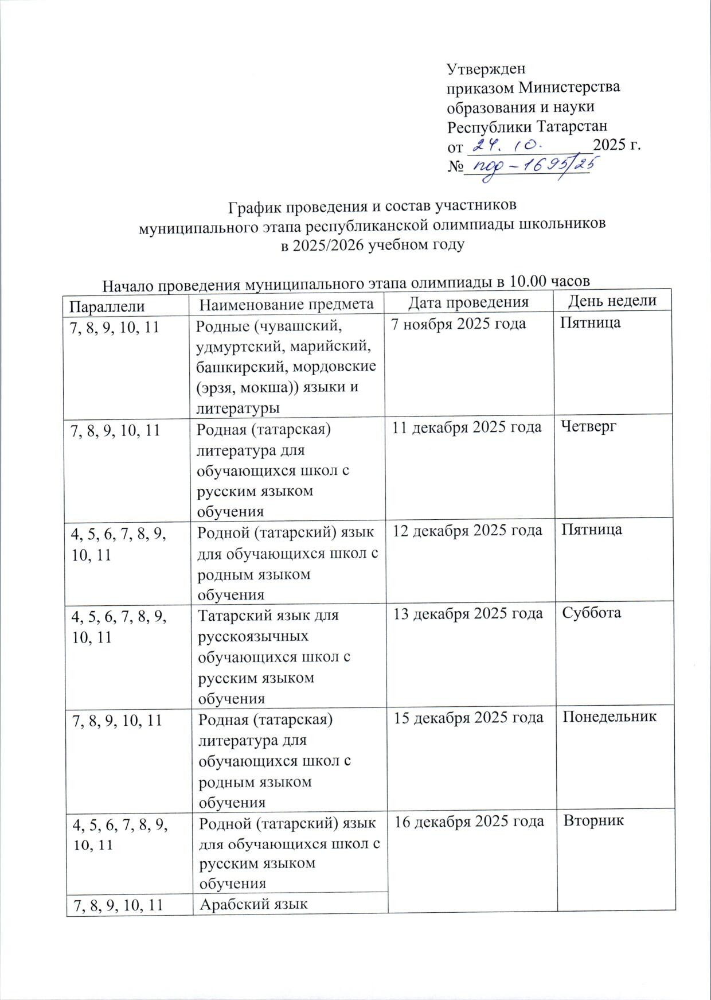 Утвержден
приказом Министерства
образования и науки
Республики Татарстан
от 24. 10. 2025 г.
№ под – 1695/25
График проведения и состав участников
муниципального этапа республиканской олимпиады школьников
в 2025/2026 учебном году
Начало проведения муниципального этапа олимпиады в 10.00 часов
Параллели Наименование предмета Дата проведения День недели
7, 8, 9, 10, 11 Родные (чувашский, 7 ноября 2025 года Пятница
удмуртский, марийский,
башкирский, мордовские
(эрзя, мокша)) языки и
литературы
7, 8, 9, 10, 11 Родная (татарская) 11 декабря 2025 года Четверг
литература для
обучающихся школ с
русским языком
обучения
4, 5, 6, 7, 8, 9, Родной (татарский) язык 12 декабря 2025 года Пятница
10, 11 для обучающихся школ с
родным языком
обучения
4, 5, 6, 7, 8, 9, Татарский язык для 13 декабря 2025 года Суббота
10, 11 русскоязычных
обучающихся школ с
русским языком
обучения
7, 8, 9, 10, 11 Родная (татарская) 15 декабря 2025 года Понедельник
литература для
обучающихся школ с
родным языком
обучения
4, 5, 6, 7, 8, 9, Родной (татарский) язык 16 декабря 2025 года Вторник
10, 11 для обучающихся школ с
русским языком
обучения
7, 8, 9, 10, 11 Арабский язык